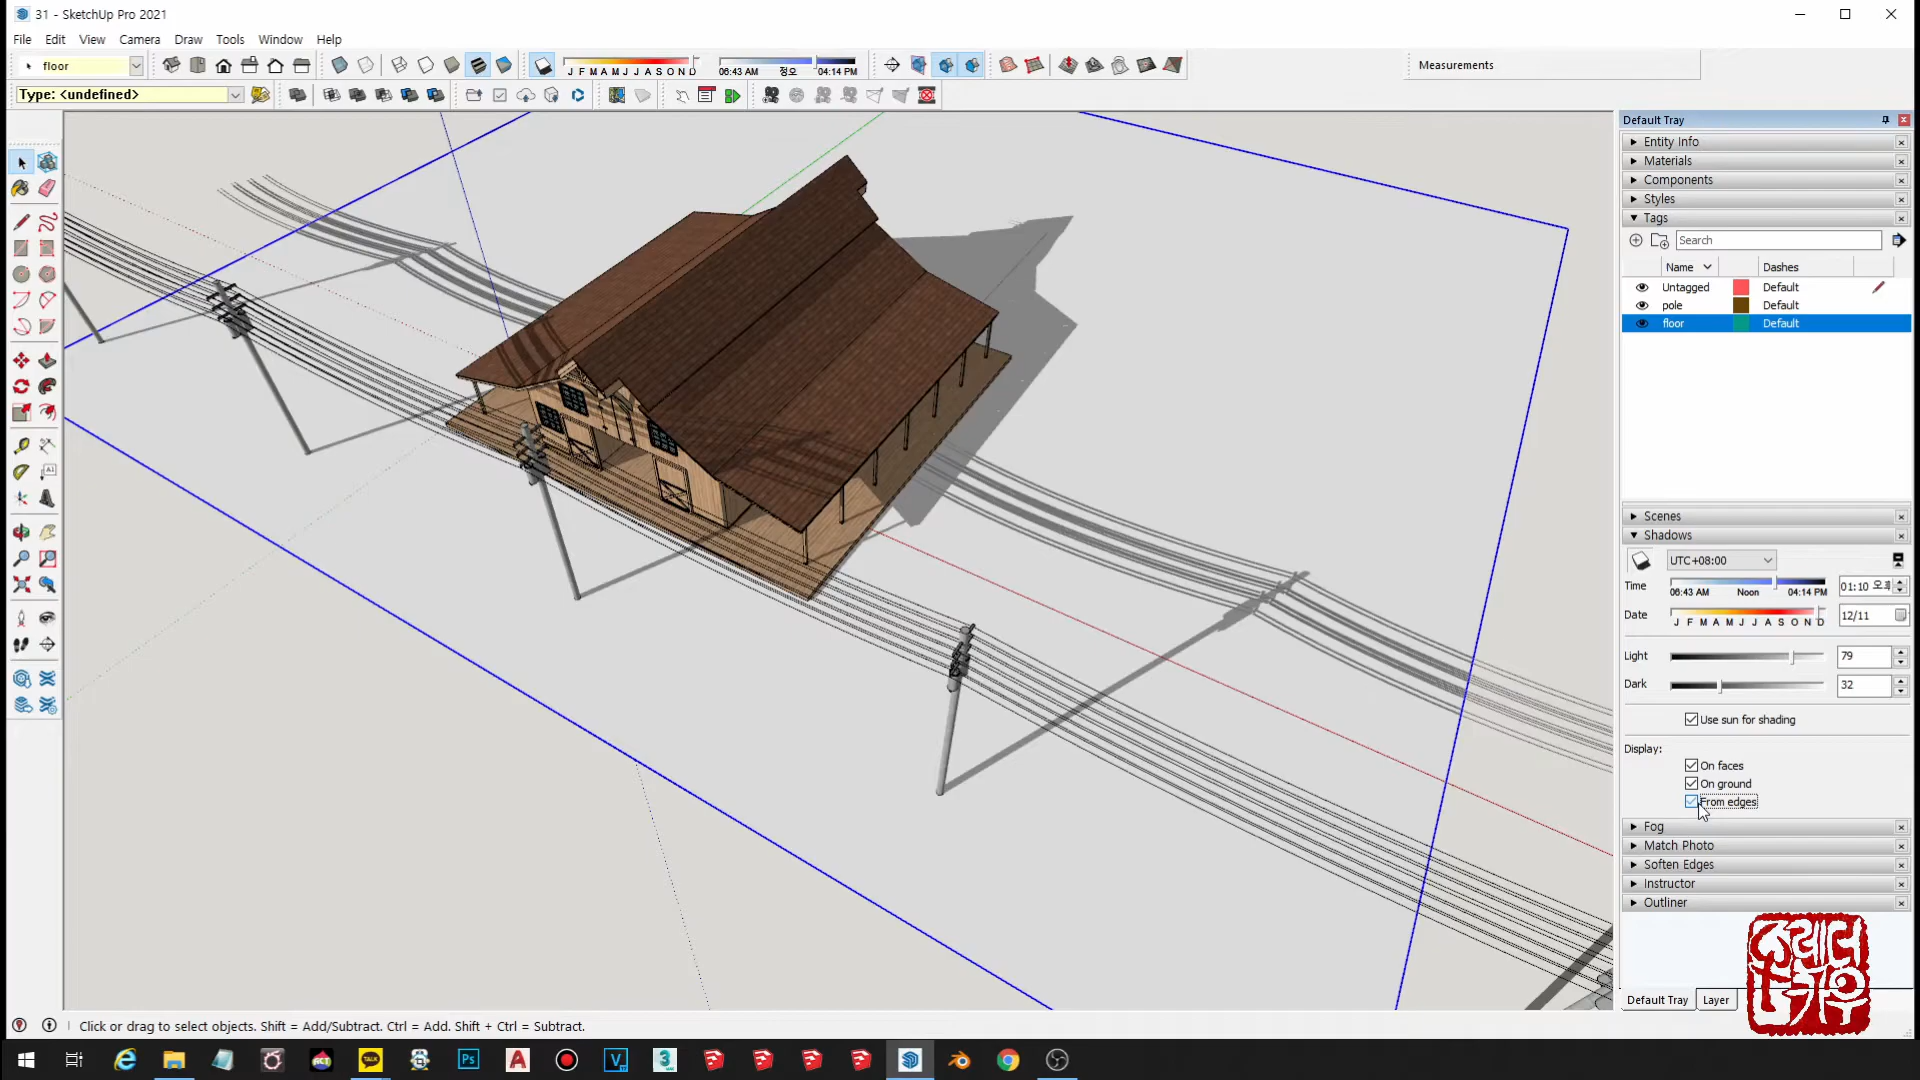 31 - SketchUp Pro 2021
File Edit View Camera Draw Tools Window Help
floor
J F M A M J J A S O N D
06:43 AM 정오 04:14 PM
Measurements
Type: <undefined>
Default Tray
Entity Info
Materials
Components
Styles
Tags
Search
Name Dashes
Untagged Default
pole Default
floor Default
Scenes
Shadows
UTC+08:00
Time 01:10 오후
06:43 AM Noon 04:14 PM
Date 12/11
J F M A M J J A S O N D
Light 79
Dark 32
Use sun for shading
Display:
On faces
On ground
From edges
Fog
Match Photo
Soften Edges
Instructor
Outliner
Default Tray Layer
Click or drag to select objects. Shift = Add/Subtract. Ctrl = Add. Shift + Ctrl = Subtract.